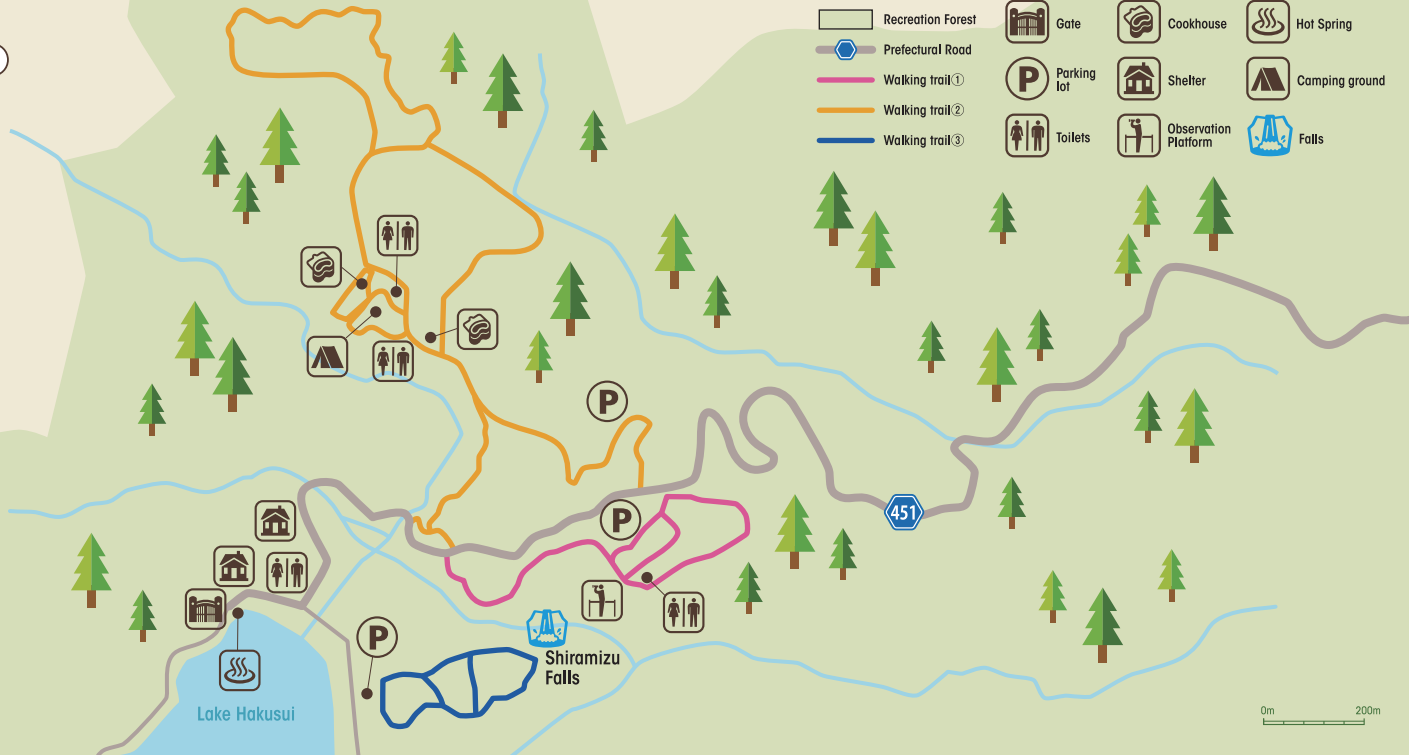 Recreation Forest
Prefectural Road
Walking trail①
Walking trail②
Walking trail③
Gate
P
Parking
lot
Toilets
Cookhouse
Shelter
Observation
Platform
Hot Spring
Camping ground
Falls
P
451
P
P
Shiramizu
Falls
Lake Hakusui
0m
200m